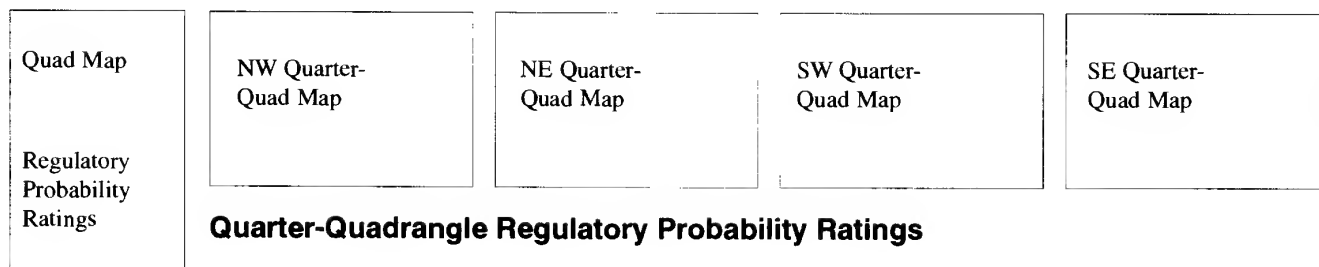 Quad Map
Regulatory
Probability
Ratings
NW Quarter-
Quad Map
NE Quarter-
Quad Map
SW Quarter-
Quad Map
SE Quarter-
Quad Map
Quarter-Quadrangle Regulatory Probability Ratings